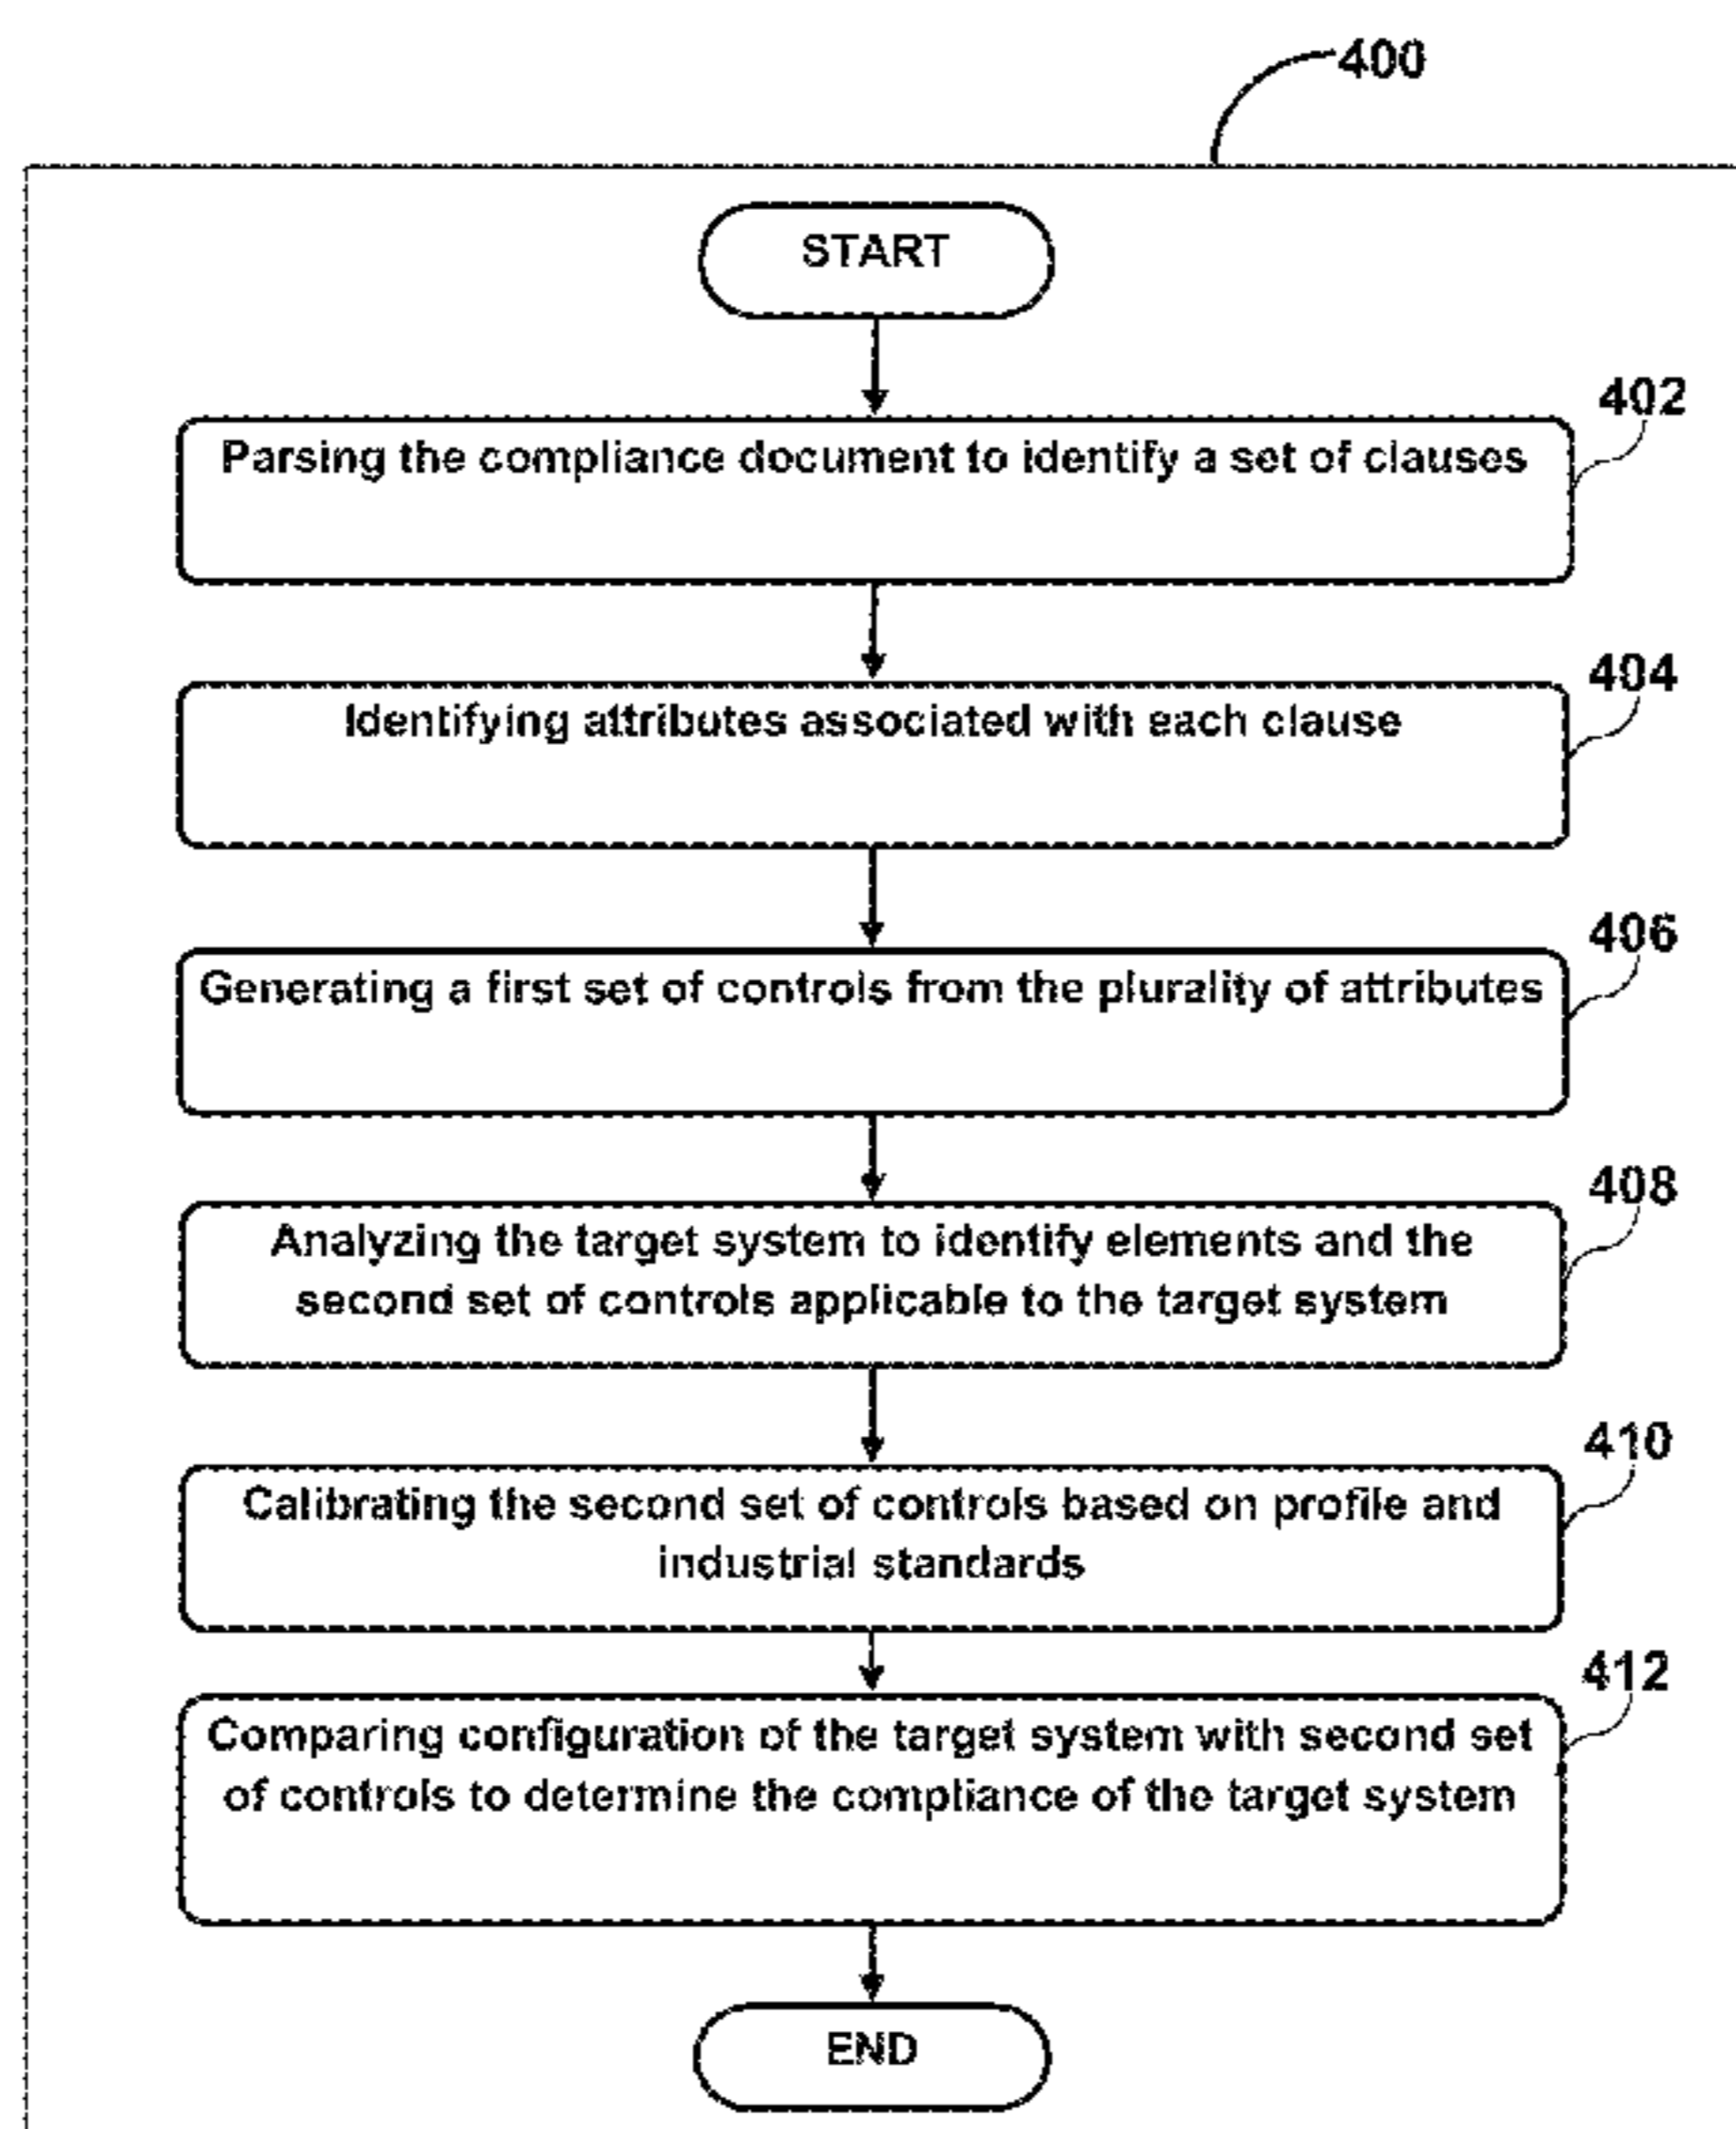 400
START
402
Parsing the compliance document to identify a set of clauses
404
Identifying attributes associated with each clause
406
Generating a first set of controls from the plurality of attributes
408
Analyzing the target system to identify elements and the
second set of controls applicable to the target system
410
Calibrating the second set of controls based on profile and
industrial standards
412
Comparing configuration of the target system with second set
of controls to determine the compliance of the target system
END